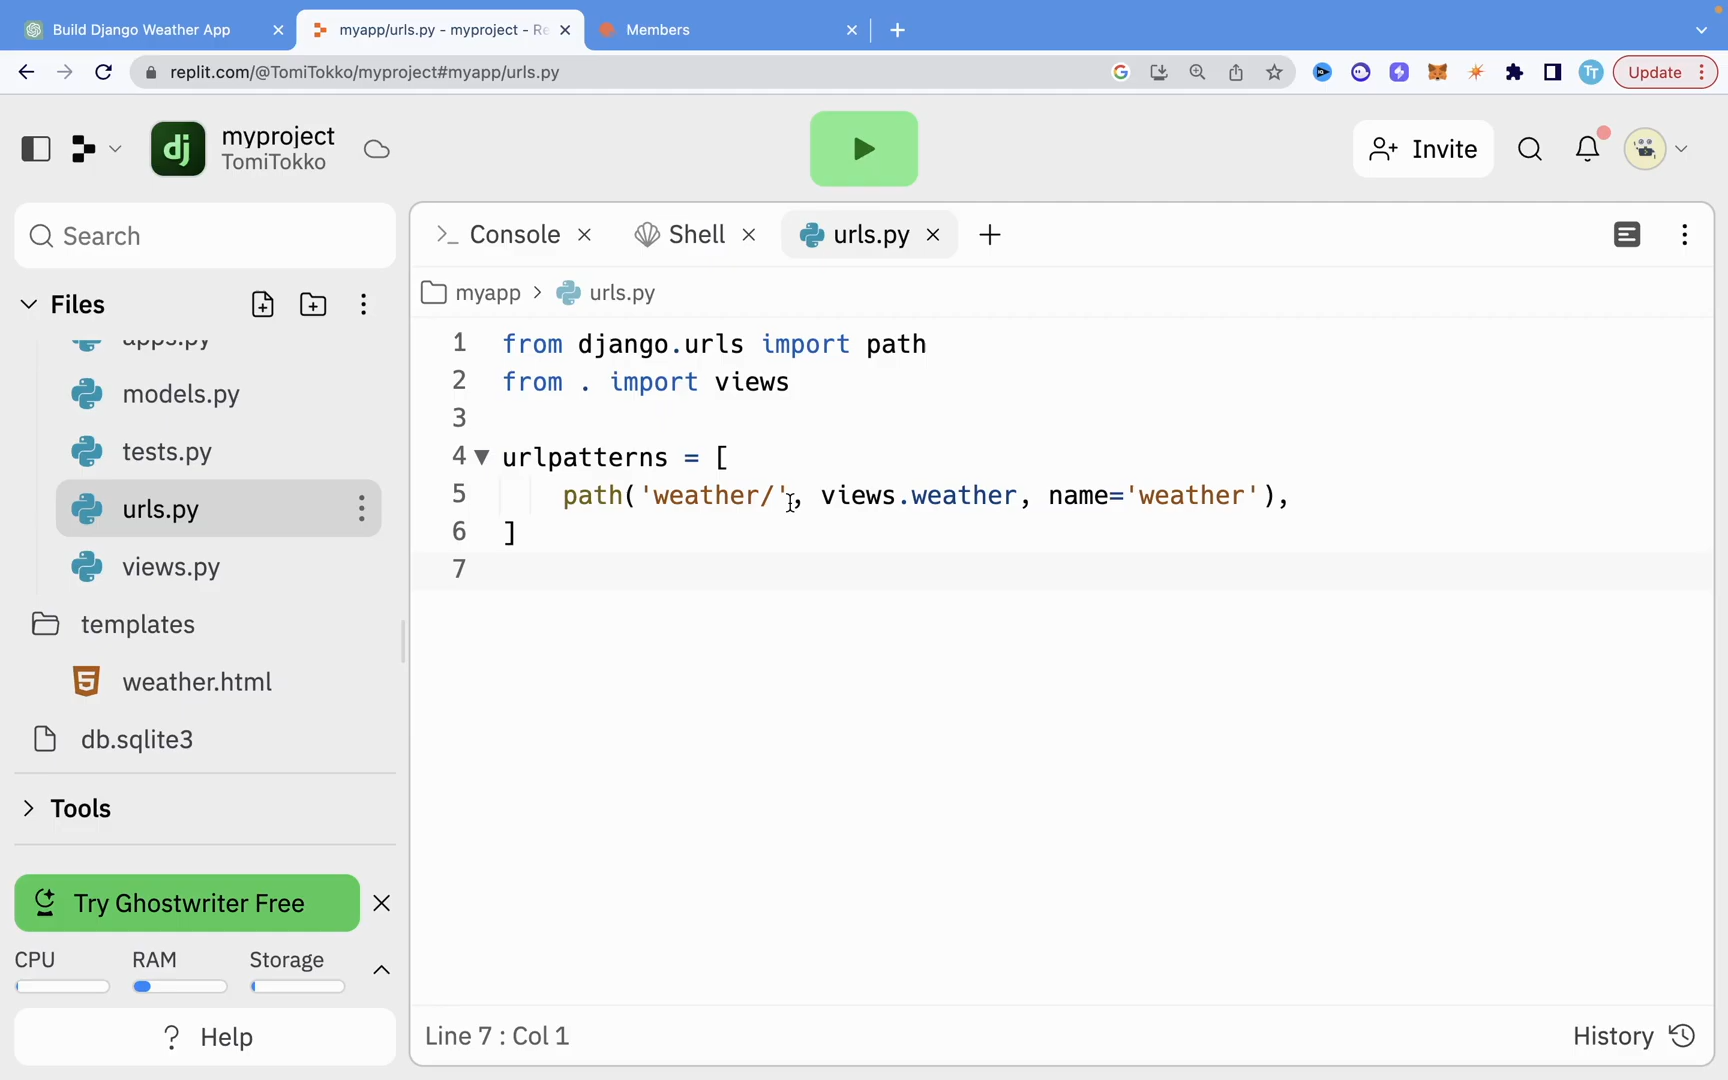 Build Django Weather App
myapp/urls.py - myproject - Re
Members
replit.com/@TomiTokko/myproject#myapp/urls.py
TT
Update
dj
myproject
TomiTokko
Invite
Search
Console
Shell
urls.py
Files
myapp > urls.py
apps.py
models.py
tests.py
urls.py
views.py
templates
weather.html
db.sqlite3
Tools
Try Ghostwriter Free
CPU RAM Storage
? Help
1 from django.urls import path
2 from . import views
3
4 urlpatterns = [
5 path('weather/', views.weather, name='weather'),
6 ]
7
Line 7 : Col 1
History